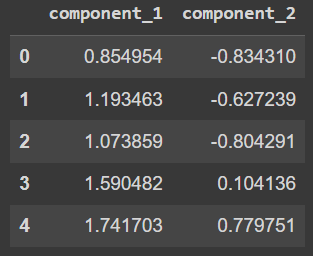 component_1 component_2
0 0.854954 -0.834310
1 1.193463 -0.627239
2 1.073859 -0.804291
3 1.590482 0.104136
4 1.741703 0.779751